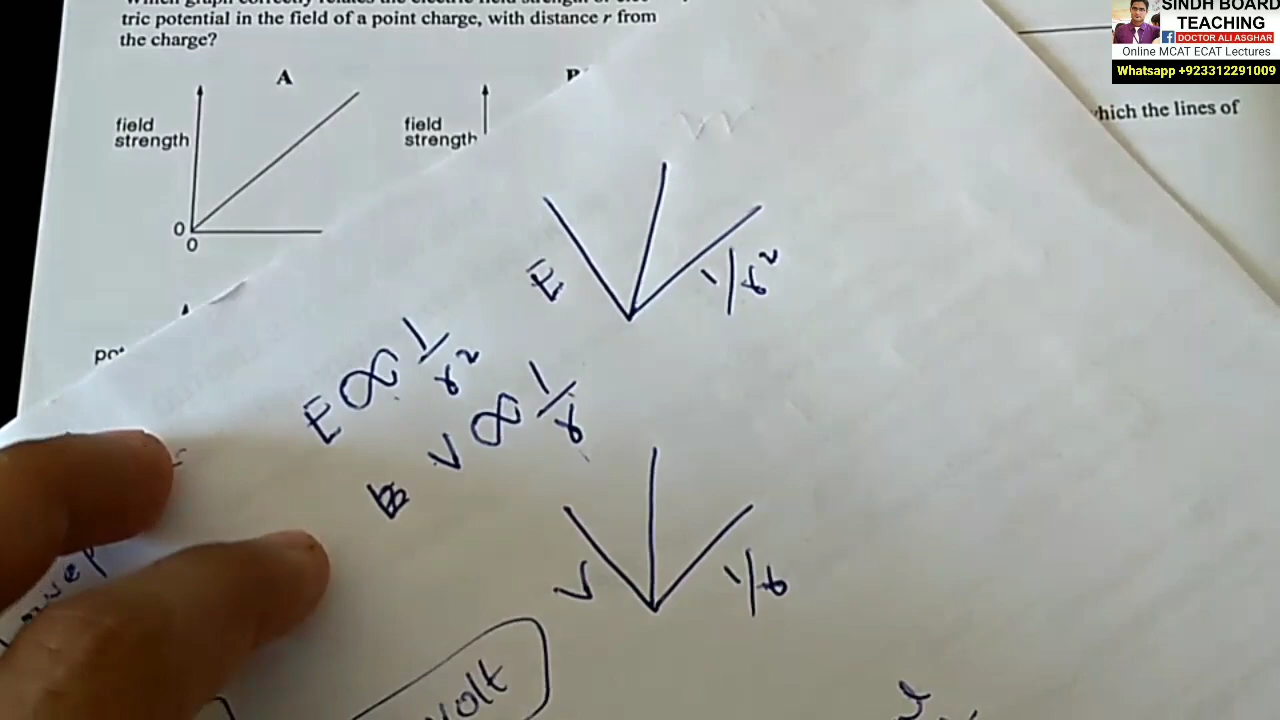 tric potential in the field of a point charge, with distance r from
the charge?
A
field
strength
0
0
field
strength
which the lines of
E
1/r²
E ∝ 1/r²
V ∝ 1/r
V
1/r
volt
SINDH BOARD
TEACHING
DOCTOR ALI ASGHAR
Online MCAT ECAT Lectures
Whatsapp +923312291009